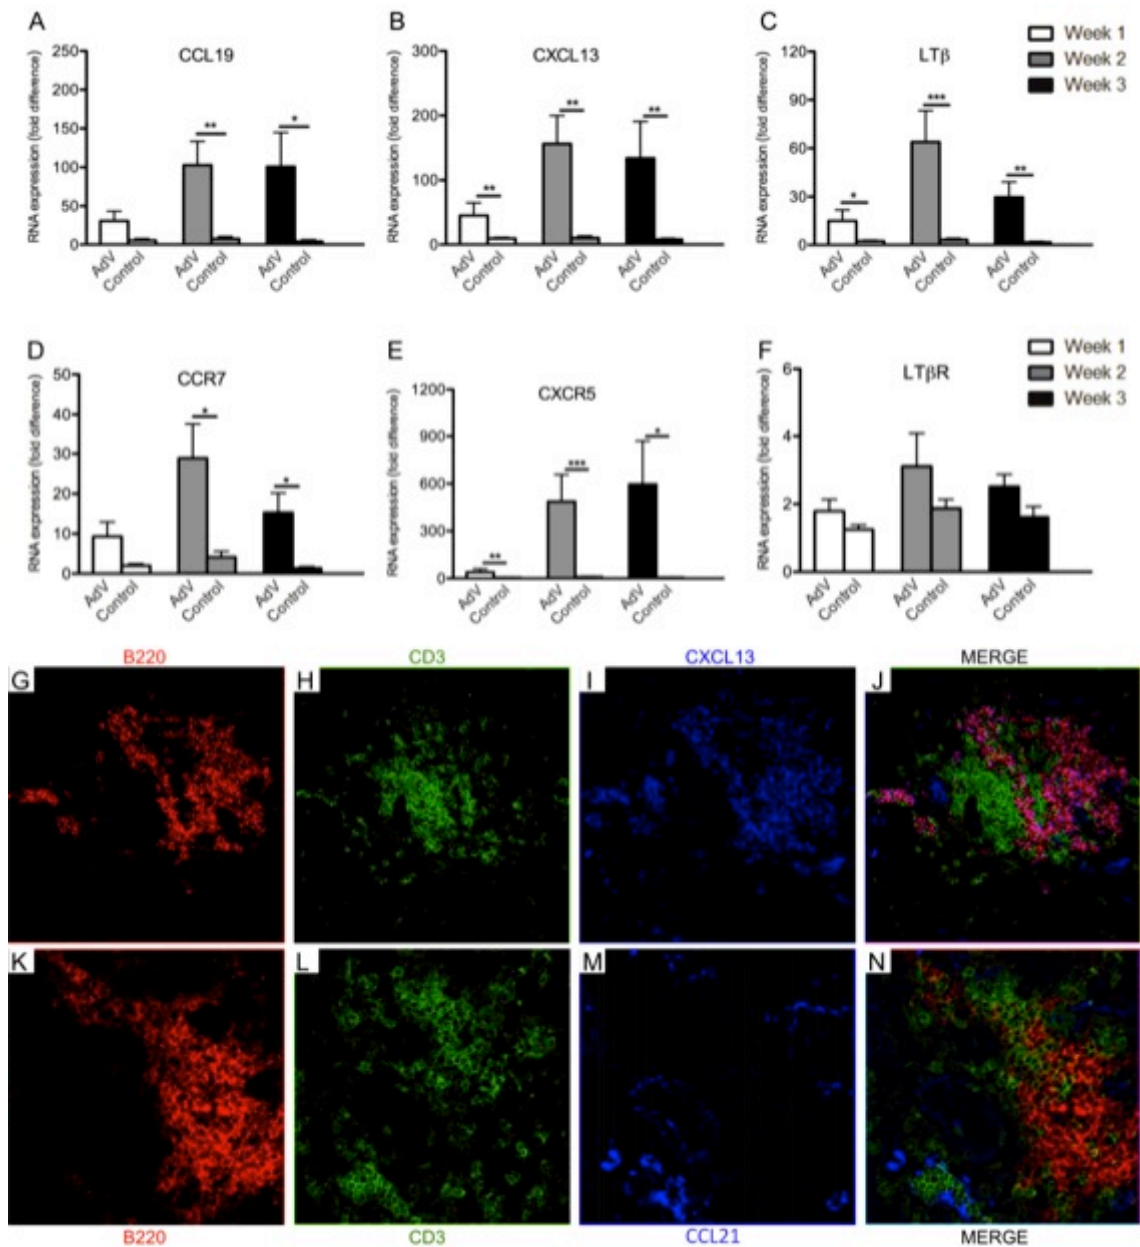 A
CCL19
RNA expression (fold difference)
250
200
150
100
50
0
**
*
AdV
Control
AdV
Control
AdV
Control
B
CXCL13
RNA expression (fold difference)
300
200
100
0
**
**
**
AdV
Control
AdV
Control
AdV
Control
C
LTβ
RNA expression (fold difference)
120
90
60
30
0
*
***
**
AdV
Control
AdV
Control
AdV
Control
Week 1
Week 2
Week 3
D
CCR7
RNA expression (fold difference)
50
40
30
20
10
0
*
*
AdV
Control
AdV
Control
AdV
Control
E
CXCR5
RNA expression (fold difference)
1200
900
600
300
0
**
***
*
AdV
Control
AdV
Control
AdV
Control
F
LTβR
RNA expression (fold difference)
6
4
2
0
AdV
Control
AdV
Control
AdV
Control
Week 1
Week 2
Week 3
B220
CD3
CXCL13
MERGE
G
H
I
J
K
L
M
N
B220
CD3
CCL21
MERGE